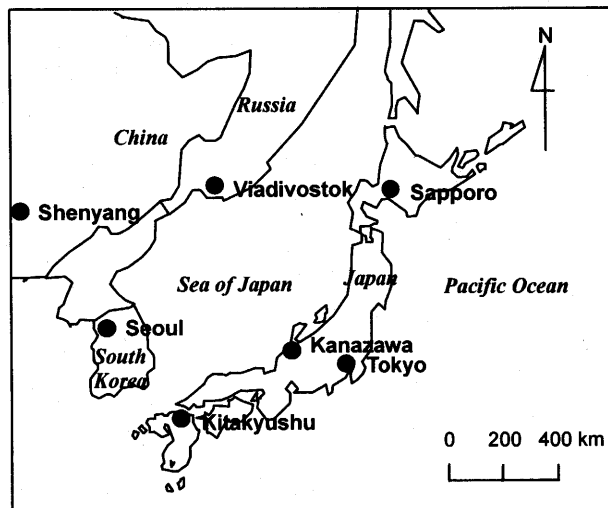 N
Russia
China
Viadivostok
Sapporo
Shenyang
Sea of Japan
Japan
Pacific Ocean
Seoul
South
Korea
Kanazawa
Tokyo
Kitakyushu
0 200 400 km